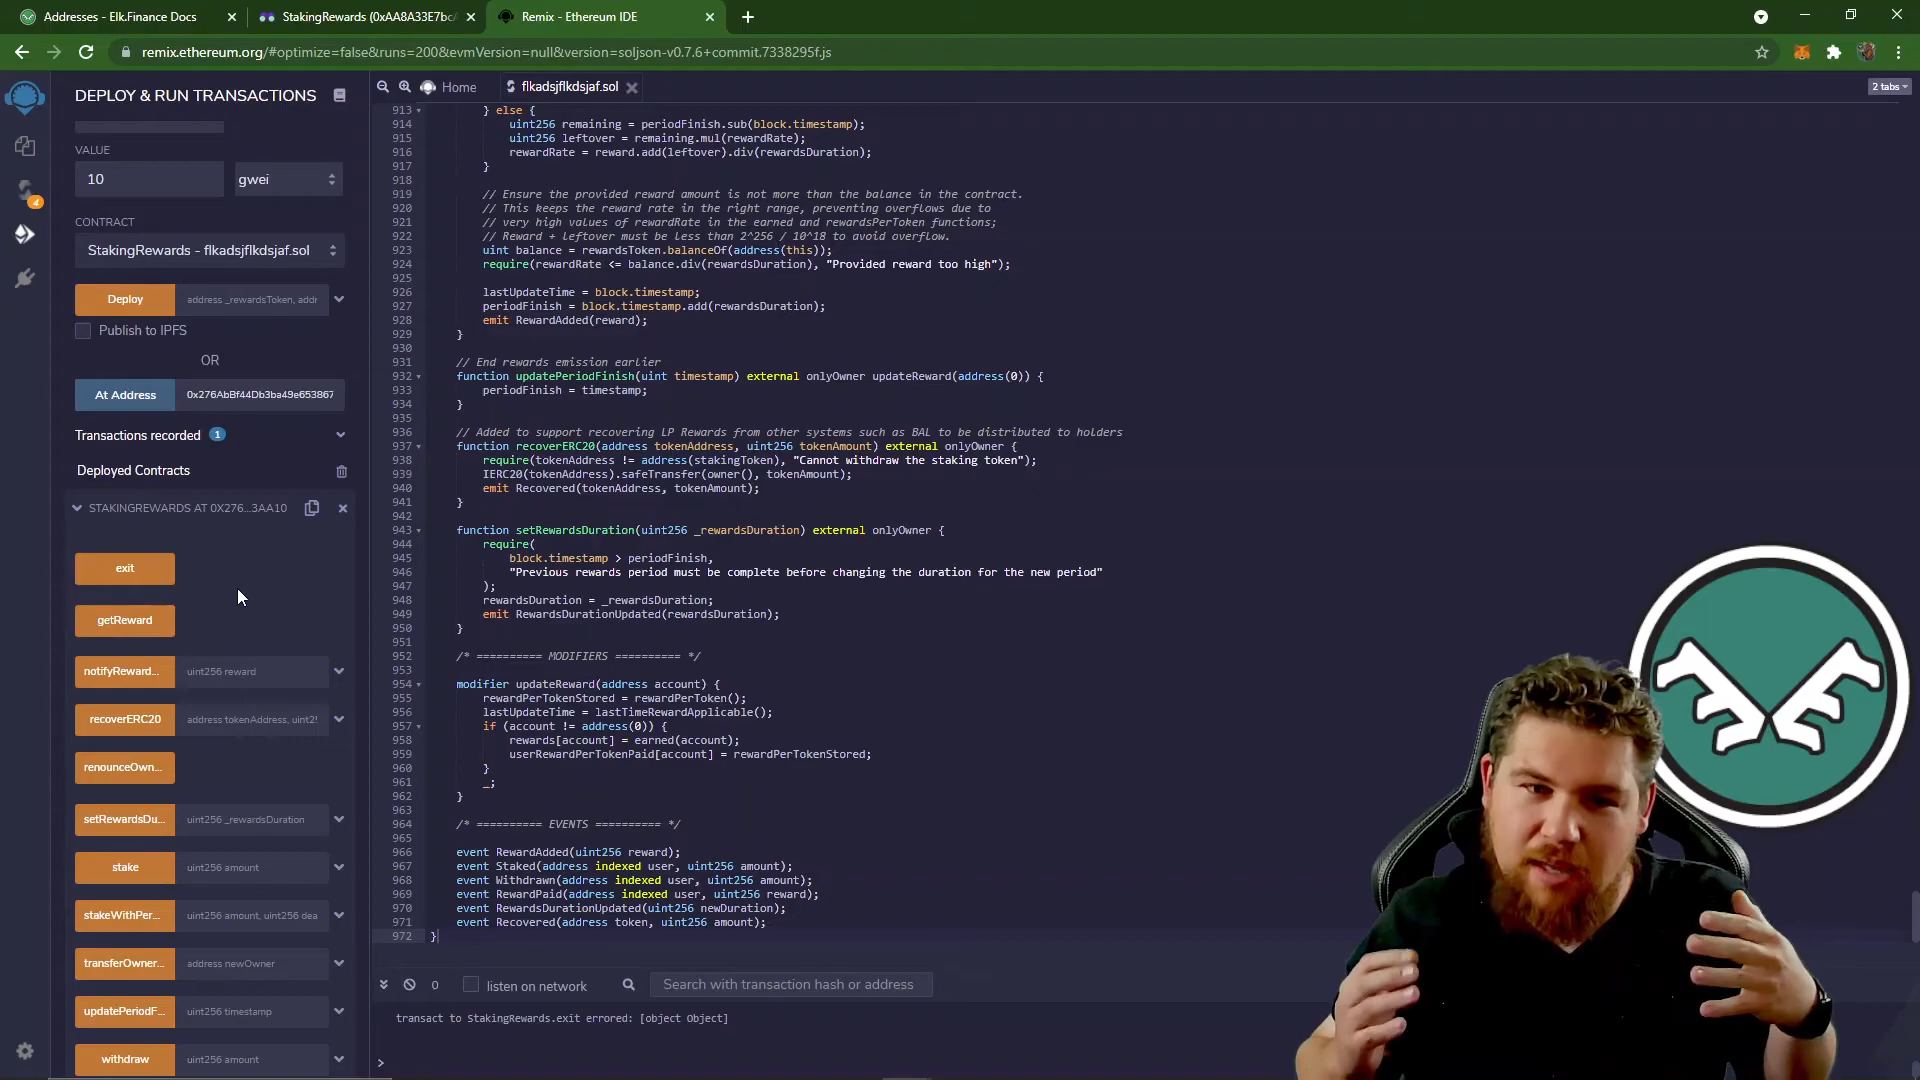 Addresses - Elk.Finance Docs
StakingRewards (0xAA8A33E7bc/
Remix - Ethereum IDE
remix.ethereum.org/#optimize=false&runs=200&evmVersion=null&version=soljson-v0.7.6+commit.7338295f.js
DEPLOY & RUN TRANSACTIONS
VALUE
10
gwei
CONTRACT
StakingRewards - flkadsjflkdsjaf.sol
Deploy
address _rewardsToken, addr
Publish to IPFS
OR
At Address
0x276AbBf44Db3ba49e653867
Transactions recorded
1
Deployed Contracts
STAKINGREWARDS AT 0X276...3AA10
exit
getReward
notifyReward...
uint256 reward
recoverERC20
address tokenAddress, uint2!
renounceOwn...
setRewardsDu...
uint256 _rewardsDuration
stake
uint256 amount
stakeWithPer...
uint256 amount, uint256 dea
transferOwner...
address newOwner
updatePeriodF...
uint256 timestamp
withdraw
uint256 amount
4
Home
flkadsjflkdsjaf.sol
2 tabs
913 } else {
914 uint256 remaining = periodFinish.sub(block.timestamp);
915 uint256 leftover = remaining.mul(rewardRate);
916 rewardRate = reward.add(leftover).div(rewardsDuration);
917 }
918
919 // Ensure the provided reward amount is not more than the balance in the contract.
920 // This keeps the reward rate in the right range, preventing overflows due to
921 // very high values of rewardRate in the earned and rewardsPerToken functions;
922 // Reward + leftover must be less than 2^256 / 10^18 to avoid overflow.
923 uint balance = rewardsToken.balanceOf(address(this));
924 require(rewardRate <= balance.div(rewardsDuration), "Provided reward too high");
925
926 lastUpdateTime = block.timestamp;
927 periodFinish = block.timestamp.add(rewardsDuration);
928 emit RewardAdded(reward);
929 }
930
931 // End rewards emission earlier
932 function updatePeriodFinish(uint timestamp) external onlyOwner updateReward(address(0)) {
933 periodFinish = timestamp;
934 }
935
936 // Added to support recovering LP Rewards from other systems such as BAL to be distributed to holders
937 function recoverERC20(address tokenAddress, uint256 tokenAmount) external onlyOwner {
938 require(tokenAddress != address(stakingToken), "Cannot withdraw the staking token");
939 IERC20(tokenAddress).safeTransfer(owner(), tokenAmount);
940 emit Recovered(tokenAddress, tokenAmount);
941 }
942
943 function setRewardsDuration(uint256 _rewardsDuration) external onlyOwner {
944 require(
945 block.timestamp > periodFinish,
946 "Previous rewards period must be complete before changing the duration for the new period"
947 );
948 rewardsDuration = _rewardsDuration;
949 emit RewardsDurationUpdated(rewardsDuration);
950 }
951
952 /* ========== MODIFIERS ========== */
953
954 modifier updateReward(address account) {
955 rewardPerTokenStored = rewardPerToken();
956 lastUpdateTime = lastTimeRewardApplicable();
957 if (account != address(0)) {
958 rewards[account] = earned(account);
959 userRewardPerTokenPaid[account] = rewardPerTokenStored;
960 }
961 _;
962 }
963
964 /* ========== EVENTS ========== */
965
966 event RewardAdded(uint256 reward);
967 event Staked(address indexed user, uint256 amount);
968 event Withdrawn(address indexed user, uint256 amount);
969 event RewardPaid(address indexed user, uint256 reward);
970 event RewardsDurationUpdated(uint256 newDuration);
971 event Recovered(address token, uint256 amount);
972 }
0
listen on network
Search with transaction hash or address
transact to StakingRewards.exit errored: [object Object]
>